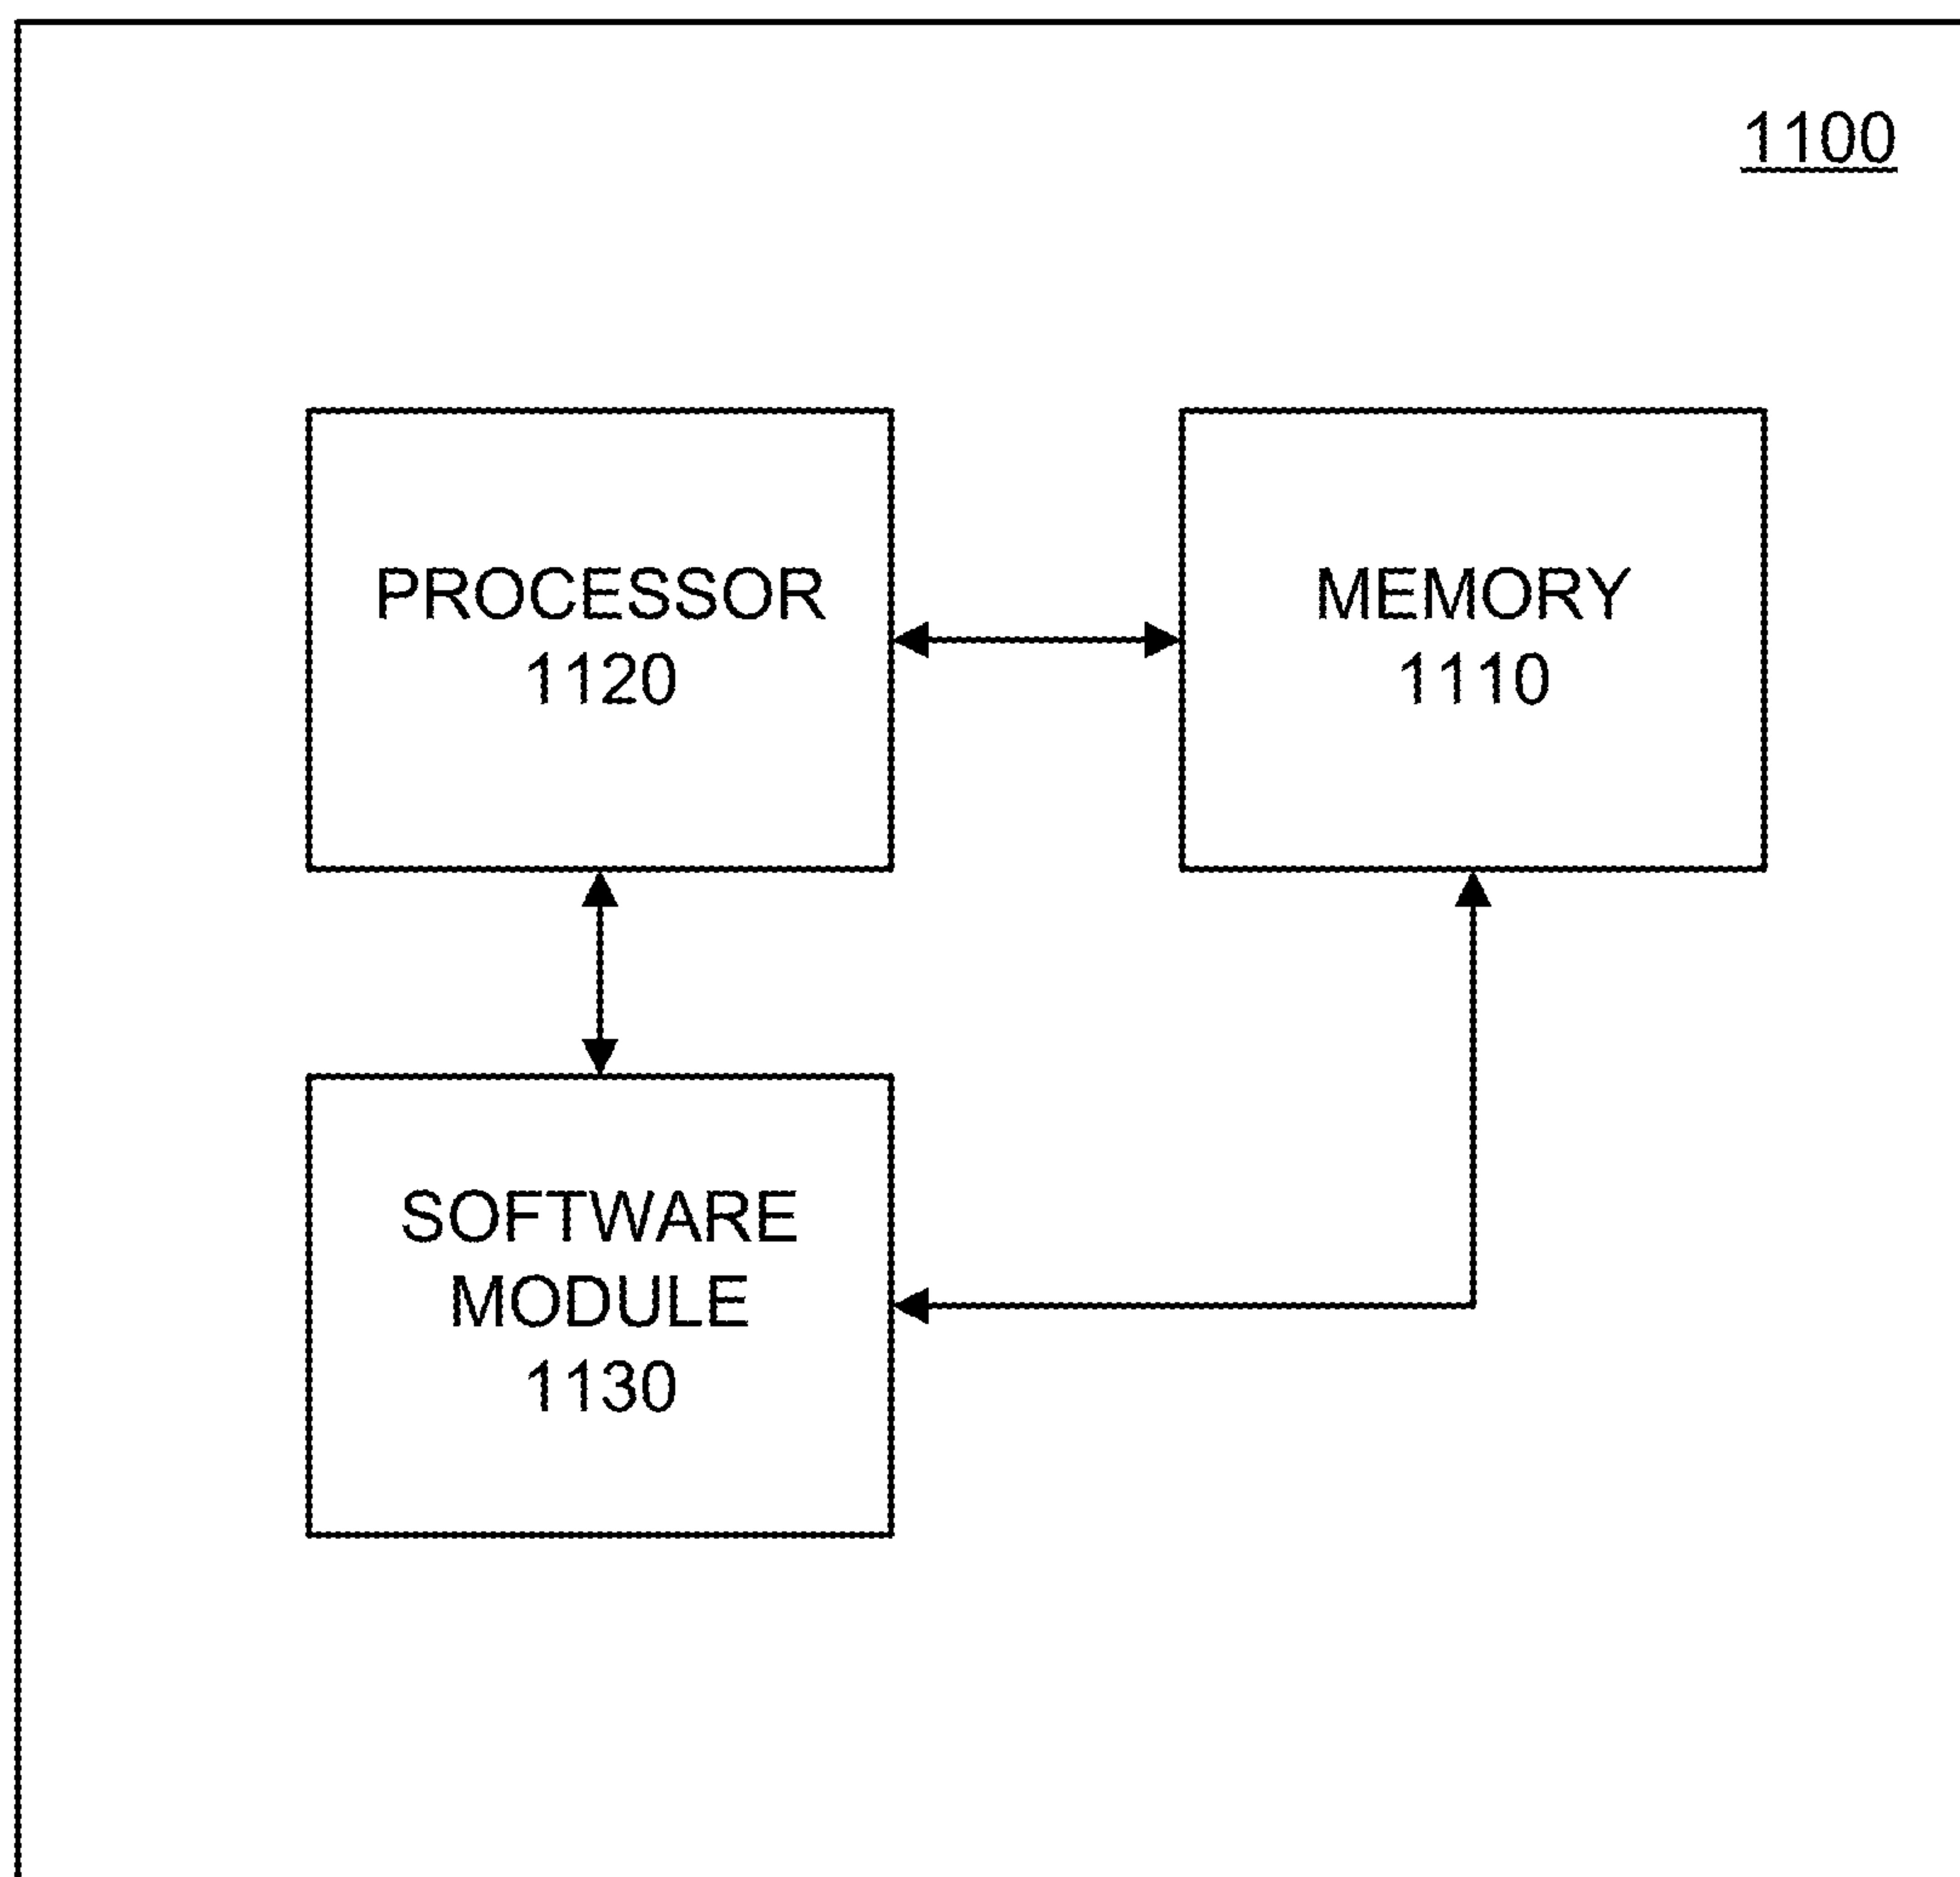 1100
PROCESSOR
1120
MEMORY
1110
SOFTWARE
MODULE
1130